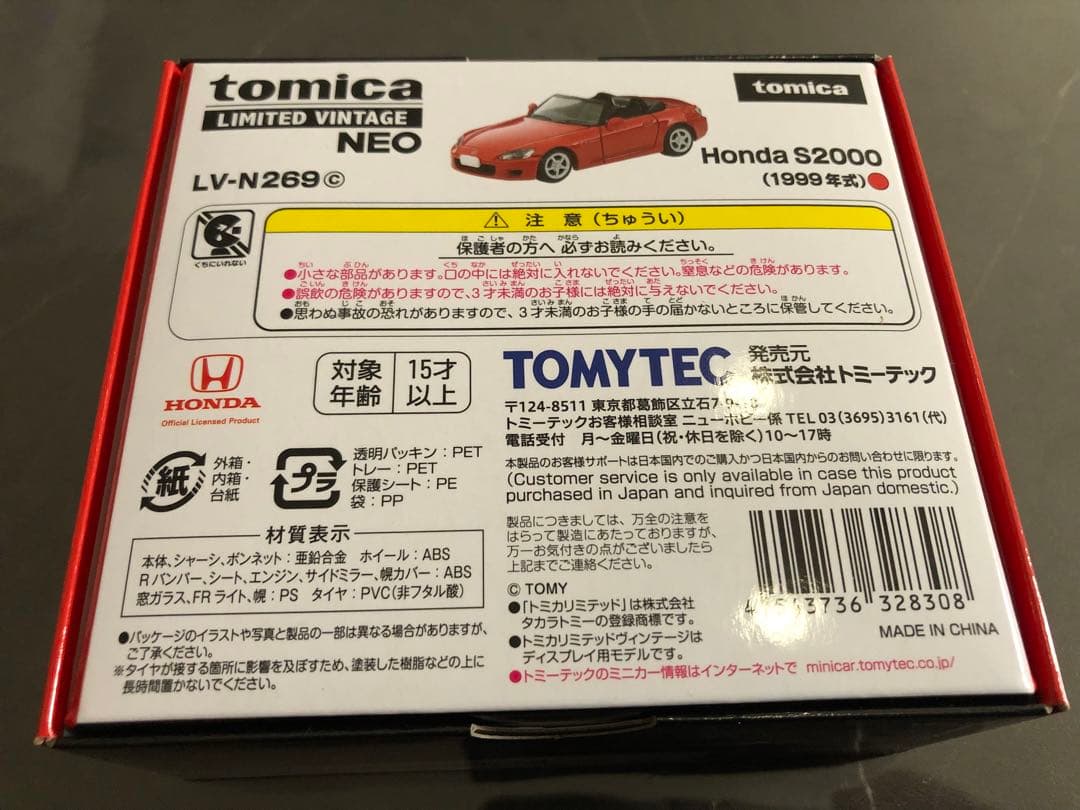 tomica
LIMITED VINTAGE
NEO
tomica
LV-N269ⓒ
Honda S2000
(1999年式)●
くちにいれない
⚠ 注 意(ちゅうい)
保護者の方へ 必ずお読みください。
●小さな部品があります。口の中には絶対に入れないでください。窒息などの危険があります。
●誤飲の危険がありますので、3才未満のお子様には絶対に与えないでください。
●思わぬ事故の恐れがありますので、3才未満のお子様の手の届かないところに保管してください。
HONDA
Official Licensed Product
対象
年齢
15才
以上
TOMYTEC
発売元
株式会社トミーテック
〒124-8511 東京都葛飾区立石7-9-
トミーテックお客様相談室 ニューホビー係 TEL 03(3695)3161(代)
電話受付 月〜金曜日(祝・休日を除く)10〜17時
紙
外箱・
内箱・
台紙
プラ
透明パッキン:PET
トレー:PET
保護シート:PE
袋:PP
本製品のお客様サポートは日本国内でのご購入かつ日本国内からのお問い合わせに限ります。
(Customer service is only available in case this product
purchased in Japan and inquired from Japan domestic.)
材質表示
本体、シャーシ、ボンネット:亜鉛合金 ホイール:ABS
Rバンパー、シート、エンジン、サイドミラー、幌カバー:ABS
窓ガラス、FRライト、幌:PS タイヤ:PVC(非フタル酸)
●パッケージのイラストや写真と製品の一部は異なる場合がありますが、
ご了承ください。
※タイヤが接する箇所に影響を及ぼすため、塗装した樹脂などの上に
長時間置かないでください。
製品につきましては、万全の注意を
はらって製造にあたっておりますが、
万一お気付きの点がございましたら
上記までご連絡ください。
© TOMY
●「トミカリミテッド」は株式会社
タカラトミーの登録商標です。
●トミカリミテッドヴィンテージは
ディスプレイ用モデルです。
●トミーテックのミニカー情報はインターネットで minicar.tomytec.co.jp/
4 543736 328308
MADE IN CHINA